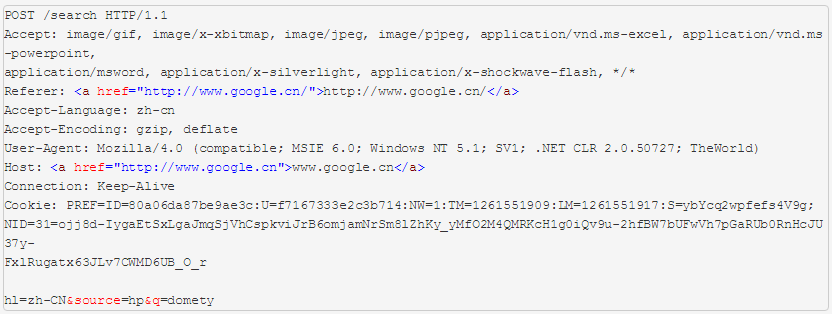 POST /search HTTP/1.1
Accept: image/gif, image/x-xbitmap, image/jpeg, image/pjpeg, application/vnd.ms-excel, application/vnd.ms
-powerpoint,
application/msword, application/x-silverlight, application/x-shockwave-flash, */*
Referer: <a href="http://www.google.cn/">http://www.google.cn/</a>
Accept-Language: zh-cn
Accept-Encoding: gzip, deflate
User-Agent: Mozilla/4.0 (compatible; MSIE 6.0; Windows NT 5.1; SV1; .NET CLR 2.0.50727; TheWorld)
Host: <a href="http://www.google.cn">www.google.cn</a>
Connection: Keep-Alive
Cookie: PREF=ID=80a06da87be9ae3c:U=f7167333e2c3b714:NW=1:TM=1261551909:LM=1261551917:S=ybYcq2wpfefs4V9g;
NID=31=ojj8d-IygaEtSxLgaJmqSjVhCspkviJrB6omjamNrSm8lZhKy_yMfO2M4QMRKcH1g0iQv9u-2hfBW7bUFwVh7pGaRUb0RnHcJU
37y-
FxlRugatx63JLv7CWMD6UB_O_r
hl=zh-CN&source=hp&q=domety